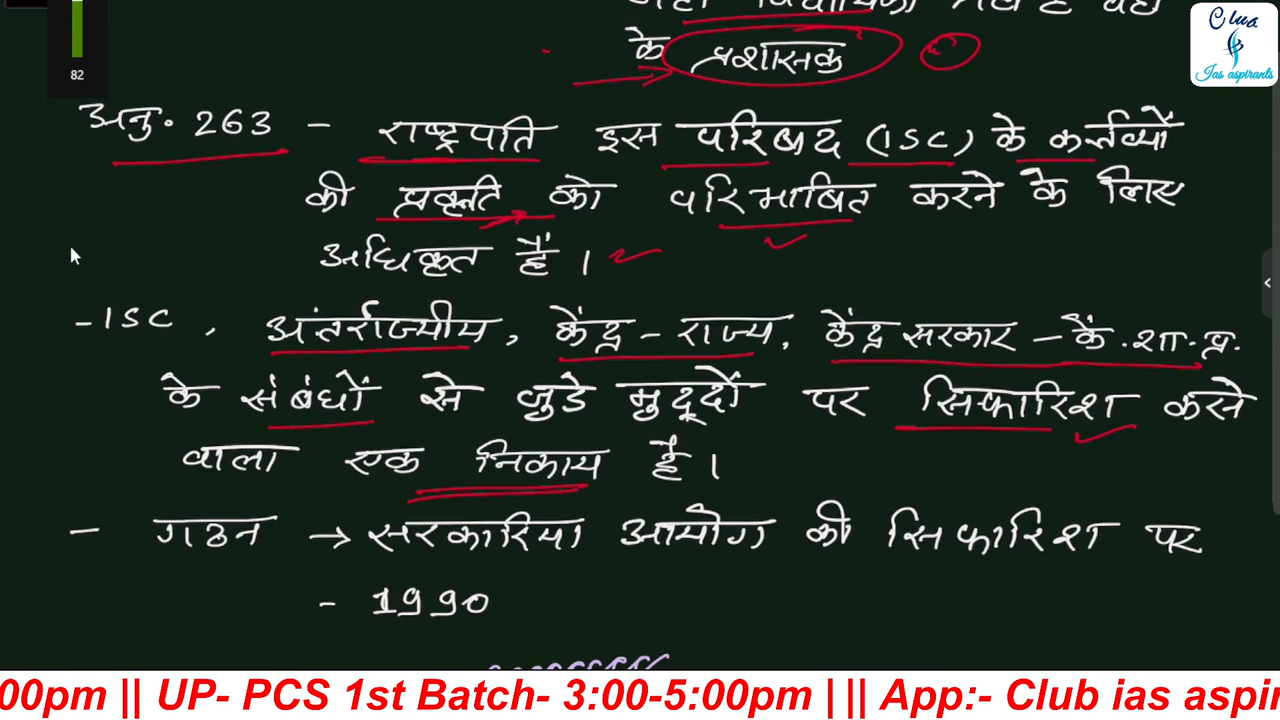 के प्रशासक
Club
Ias aspirants
82
अनु. 263 - राष्ट्रपति इस परिषद (ISC) के कर्त्तव्यों
की प्रकृति को परिभाषित करने के लिए
अधिकृत हैं।
- ISC, अंतर्राज्यीय, केंद्र - राज्य, केंद्र सरकार - कें.शा.प्र.
के संबंधों से जुडे मुद्दों पर सिफारिश करने
वाला एक निकाय है।
- गठन → सरकारिया आयोग की सिफारिश पर
- 1990
00pm || UP- PCS 1st Batch- 3:00-5:00pm || || App:- Club ias aspir